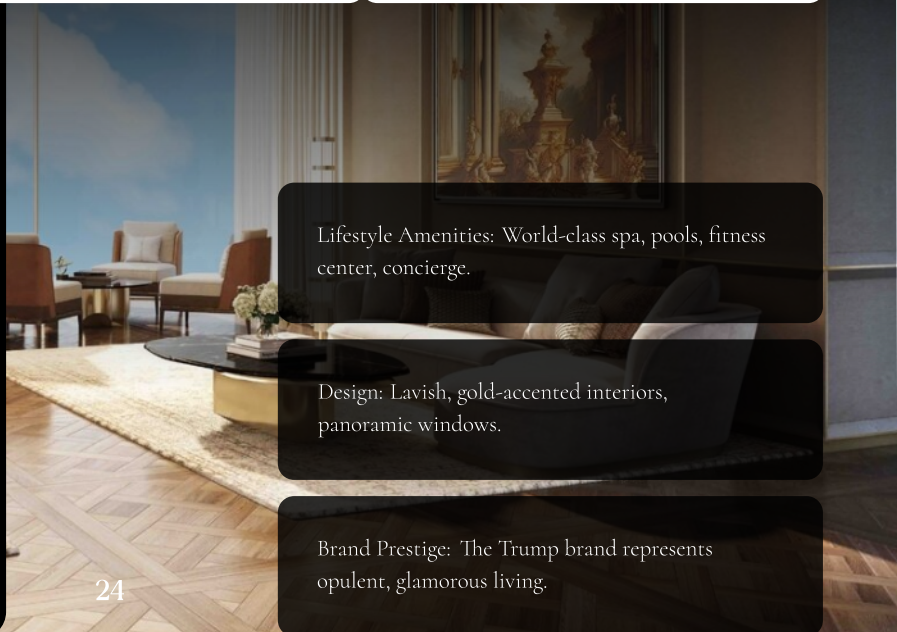 Lifestyle Amenities: World-class spa, pools, fitness
center, concierge.
Design: Lavish, gold-accented interiors,
panoramic windows.
Brand Prestige: The Trump brand represents
opulent, glamorous living.
24